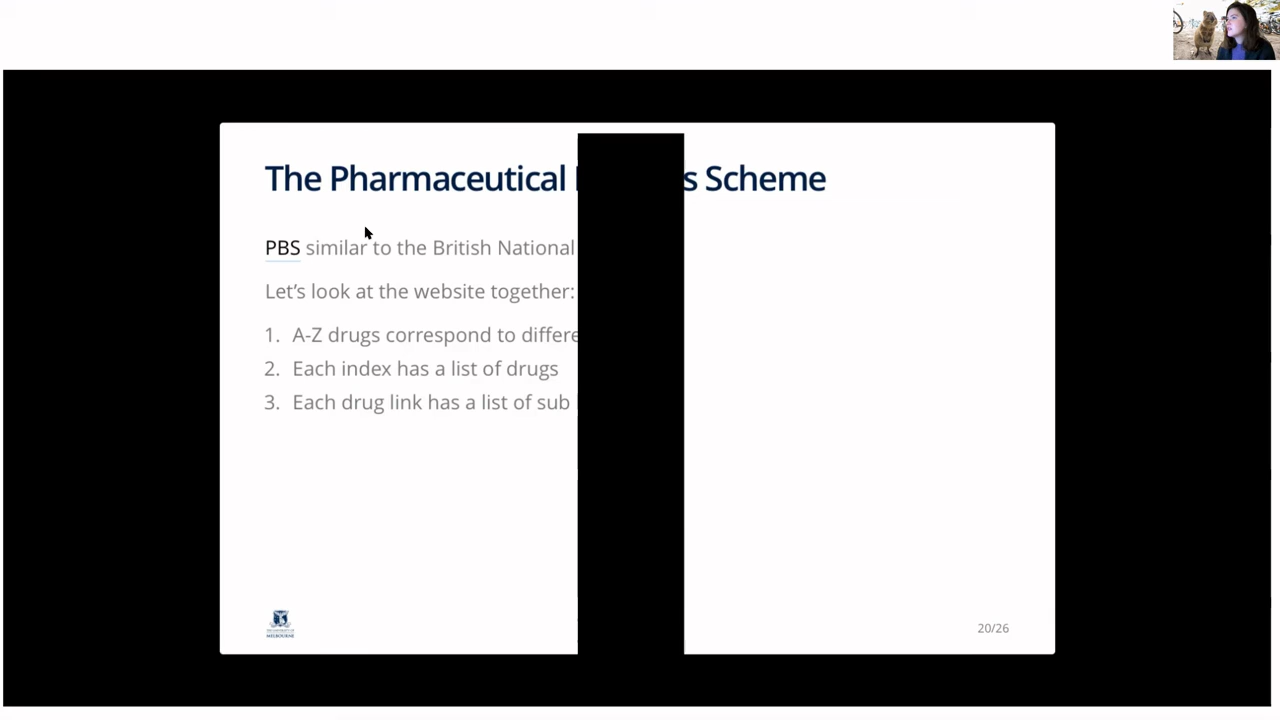 The Pharmaceutical s Scheme
PBS similar to the British National
Let’s look at the website together:
1. A-Z drugs correspond to differe
2. Each index has a list of drugs
3. Each drug link has a list of sub
MELBOURNE
20/26